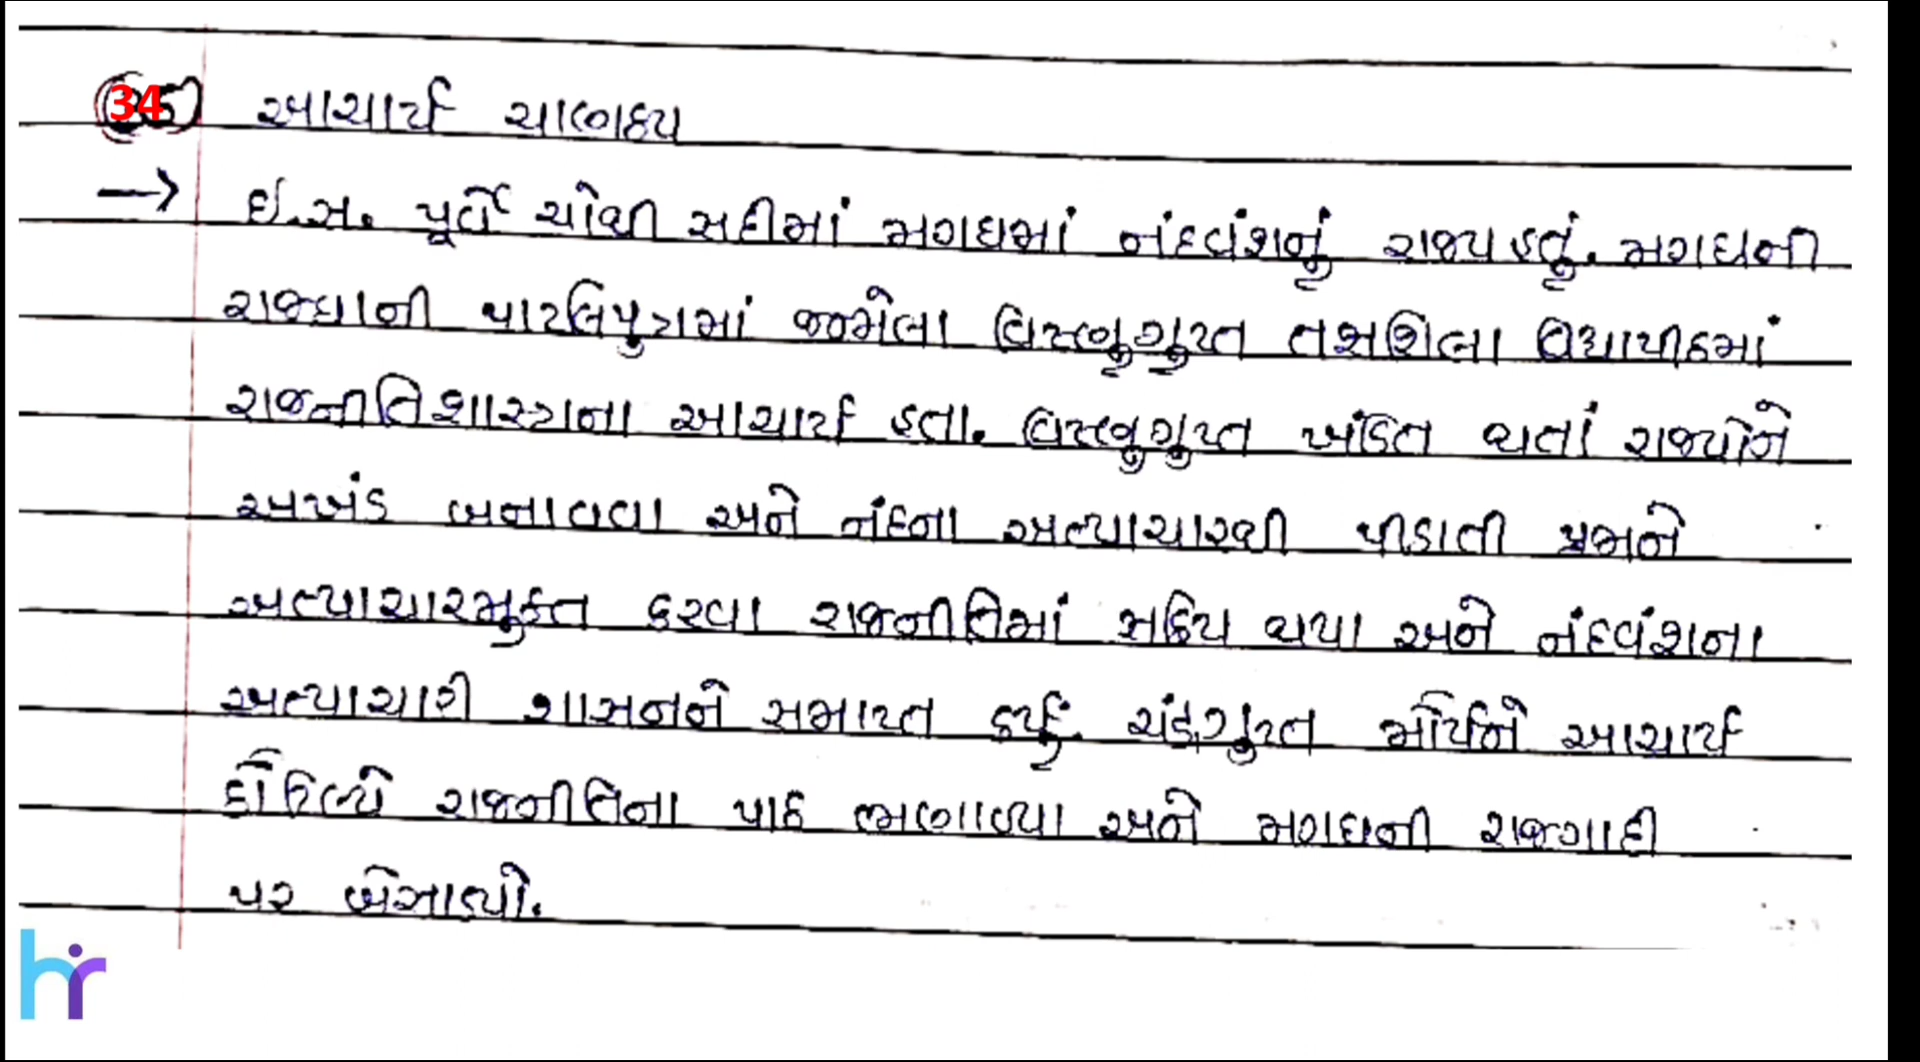 34 આચાર્ય ચાણક્ય
→ ઈ.સ. પૂર્વે ચોથી સદીમાં મગધમાં નંદવંશનું રાજ્ય હતું. મગધની
રાજધાની પાટલિપુત્રમાં જન્મેલા વિષ્ણુગુપ્ત તક્ષશિલા વિદ્યાપીઠમાં
રાજનીતિશાસ્ત્રના આચાર્ય હતા. વિષ્ણુગુપ્ત ખંડિત થતાં રાજ્યોને
અખંડ બનાવવા અને નંદના અત્યાચારથી પીડાતી પ્રજાને
અત્યાચારમુક્ત કરવા રાજનીતિમાં સક્રિય થયા અને નંદવંશના
અત્યાચારી શાસનને સમાપ્ત કર્યું. ચંદ્રગુપ્ત મૌર્યને આચાર્ય
કૌટિલ્યે રાજનીતિના પાઠ ભણાવ્યા અને મગધની રાજગાદી
પર બેસાડ્યો.
hr